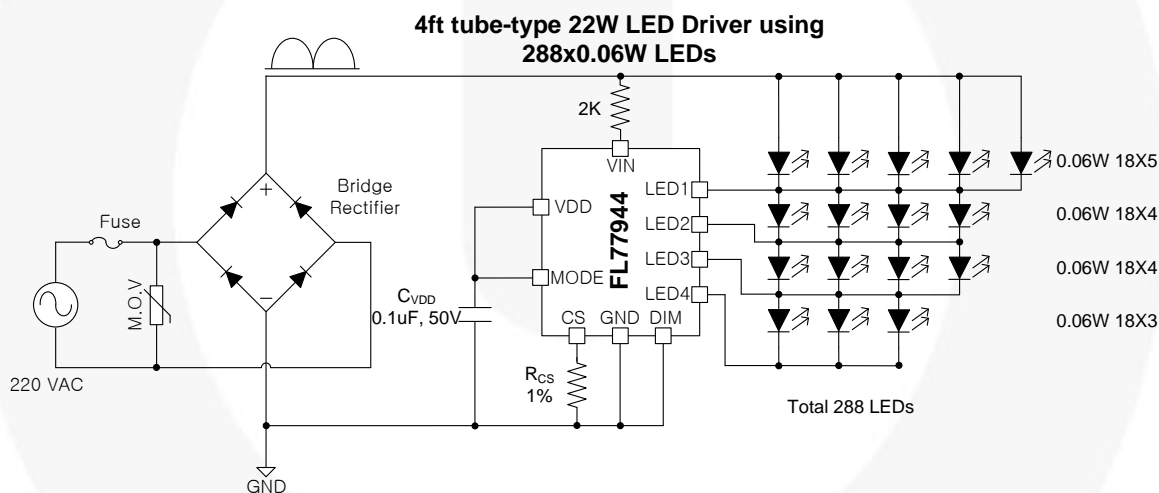 4ft tube-type 22W LED Driver using
288x0.06W LEDs
2K
VIN
LED1
0.06W 18X5
+
Bridge
Rectifier
VDD
FL77944
LED2
0.06W 18X4
Fuse
LED3
0.06W 18X4
MODE
LED4
M.O.V
−
CVDD
0.1uF, 50V
CS
GND
DIM
0.06W 18X3
220 VAC
RCS
1%
Total 288 LEDs
GND